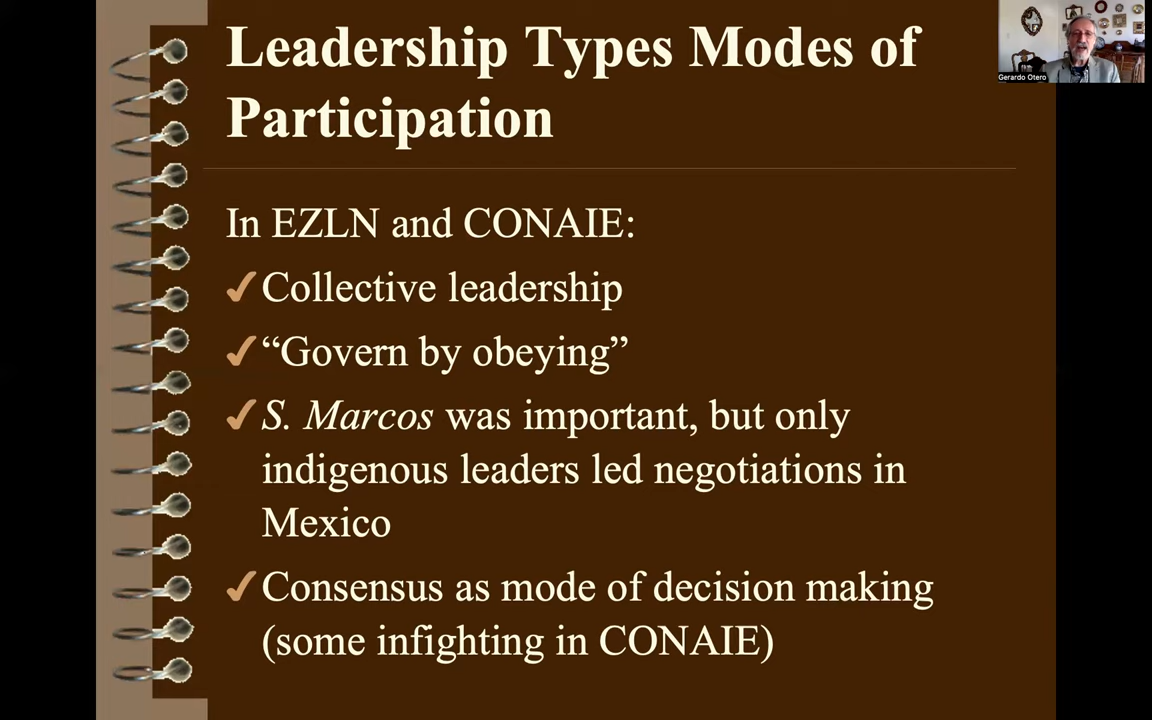 Leadership Types Modes of
Participation
Gerardo Otero
In EZLN and CONAIE:
✓Collective leadership
✓“Govern by obeying”
✓S. Marcos was important, but only
indigenous leaders led negotiations in
Mexico
✓Consensus as mode of decision making
(some infighting in CONAIE)